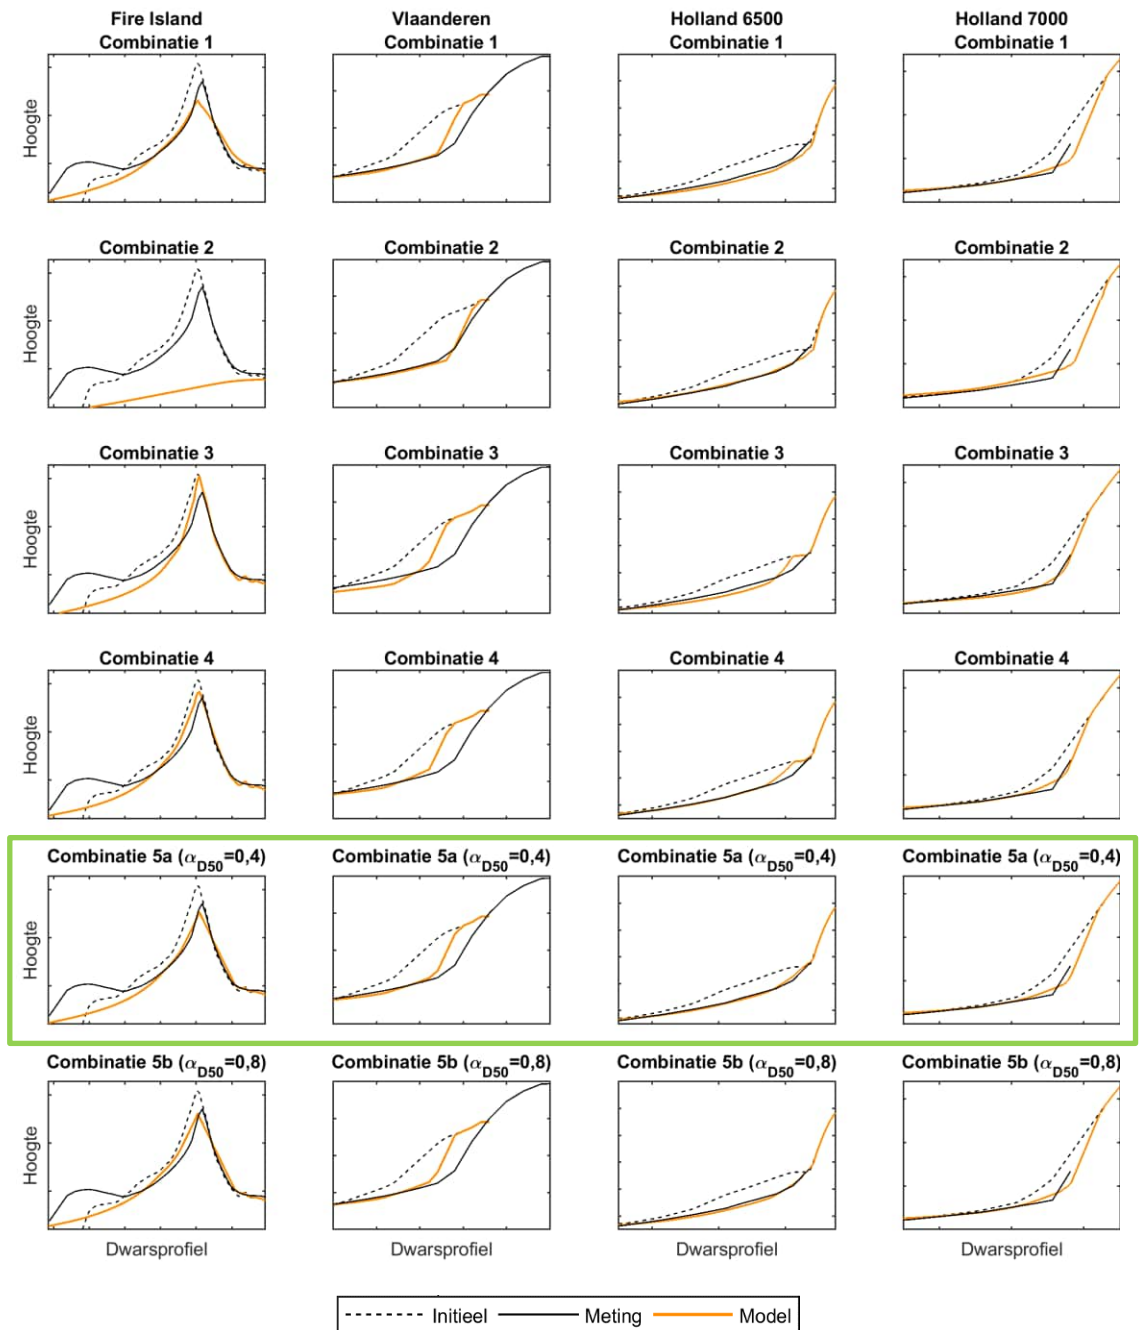 Fire Island Vlaanderen Holland 6500 Holland 7000
Combinatie 1 Combinatie 1 Combinatie 1 Combinatie 1
Hoogte
Combinatie 2 Combinatie 2 Combinatie 2 Combinatie 2
Hoogte
Combinatie 3 Combinatie 3 Combinatie 3 Combinatie 3
Hoogte
Combinatie 4 Combinatie 4 Combinatie 4 Combinatie 4
Hoogte
Combinatie 5a (αD50=0,4) Combinatie 5a (αD50=0,4) Combinatie 5a (αD50=0,4) Combinatie 5a (αD50=0,4)
Hoogte
Combinatie 5b (αD50=0,8) Combinatie 5b (αD50=0,8) Combinatie 5b (αD50=0,8) Combinatie 5b (αD50=0,8)
Hoogte
Dwarsprofiel Dwarsprofiel Dwarsprofiel Dwarsprofiel
Initieel Meting Model